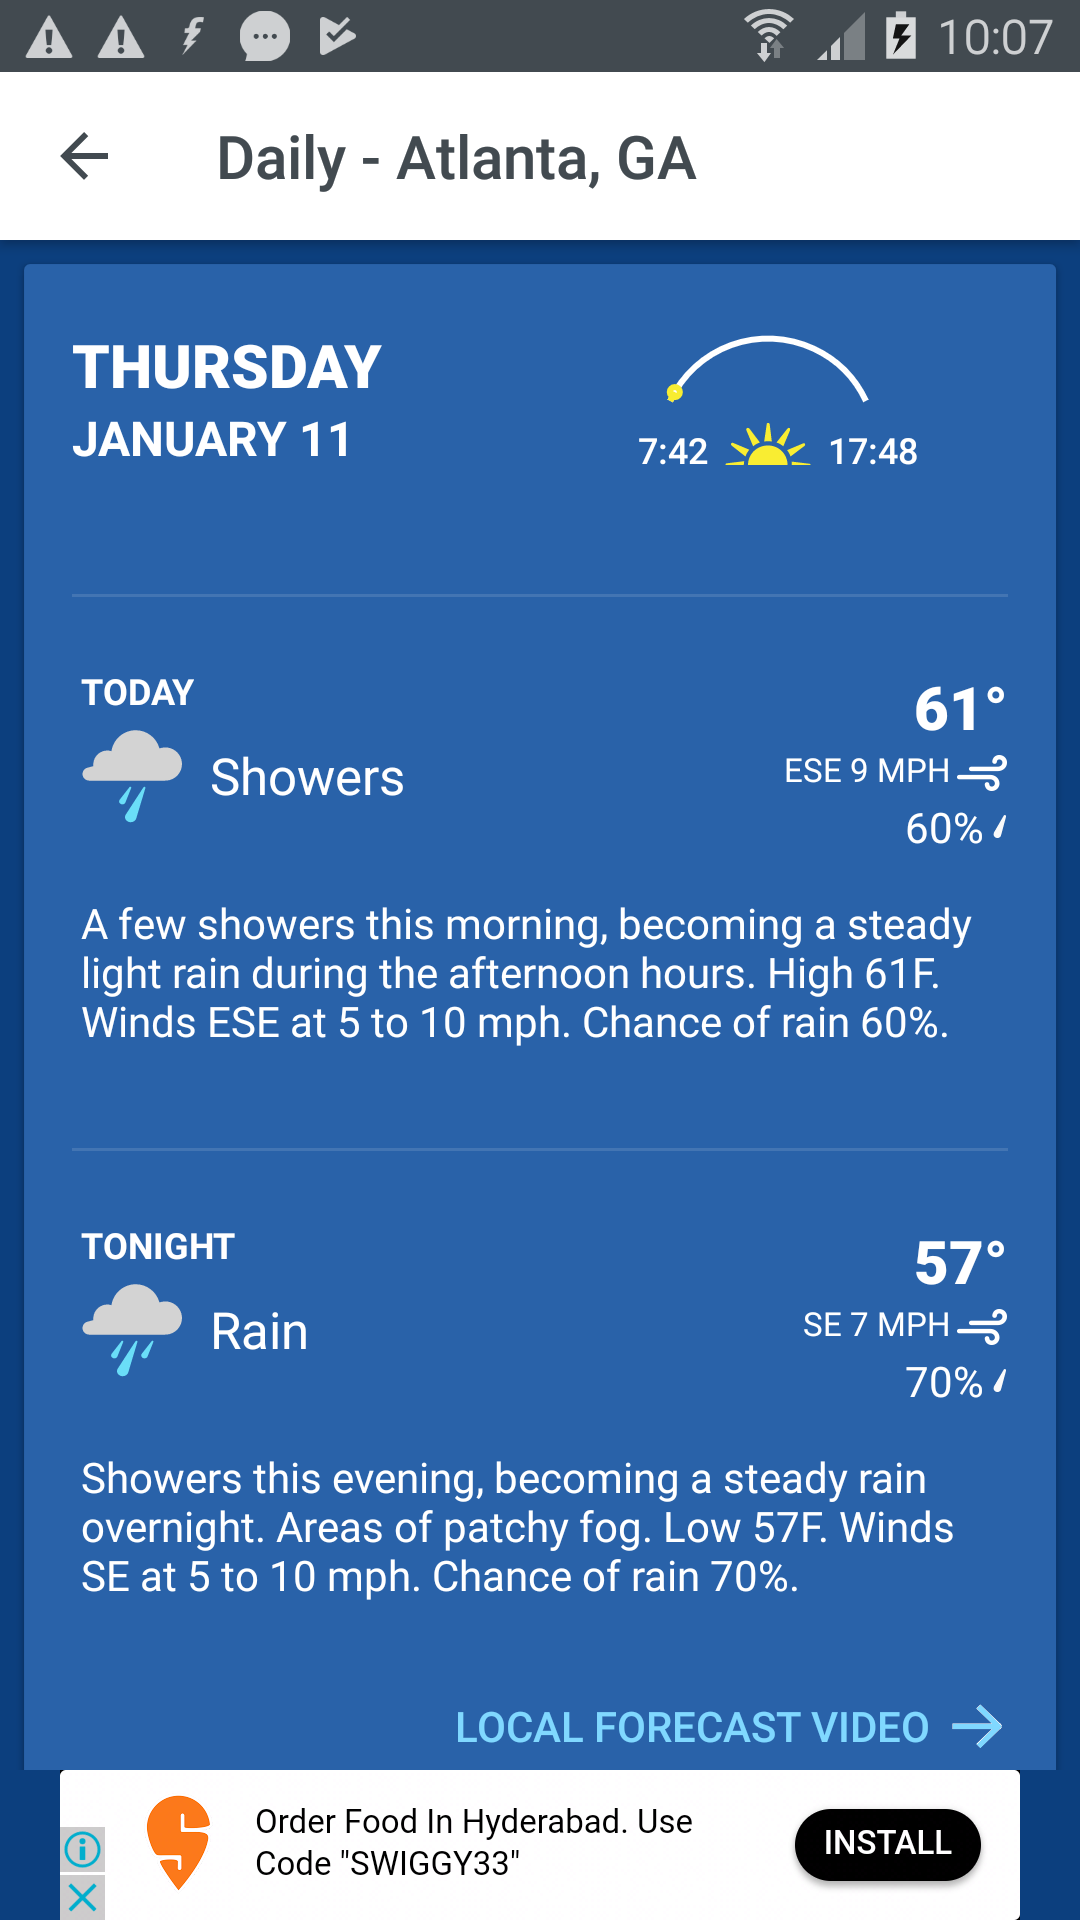 10:07
Daily - Atlanta, GA
THURSDAY
JANUARY 11
7:42 17:48
TODAY
61°
Showers
ESE 9 MPH
60%
A few showers this morning, becoming a steady
light rain during the afternoon hours. High 61F.
Winds ESE at 5 to 10 mph. Chance of rain 60%.
TONIGHT
57°
Rain
SE 7 MPH
70%
Showers this evening, becoming a steady rain
overnight. Areas of patchy fog. Low 57F. Winds
SE at 5 to 10 mph. Chance of rain 70%.
LOCAL FORECAST VIDEO
Order Food In Hyderabad. Use
Code "SWIGGY33"
INSTALL